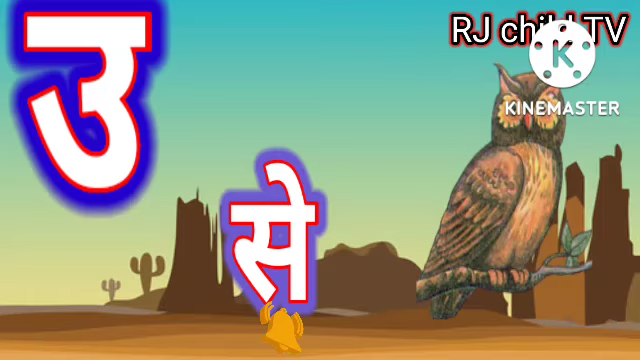 RJ child TV
KINEMASTER
उ
से